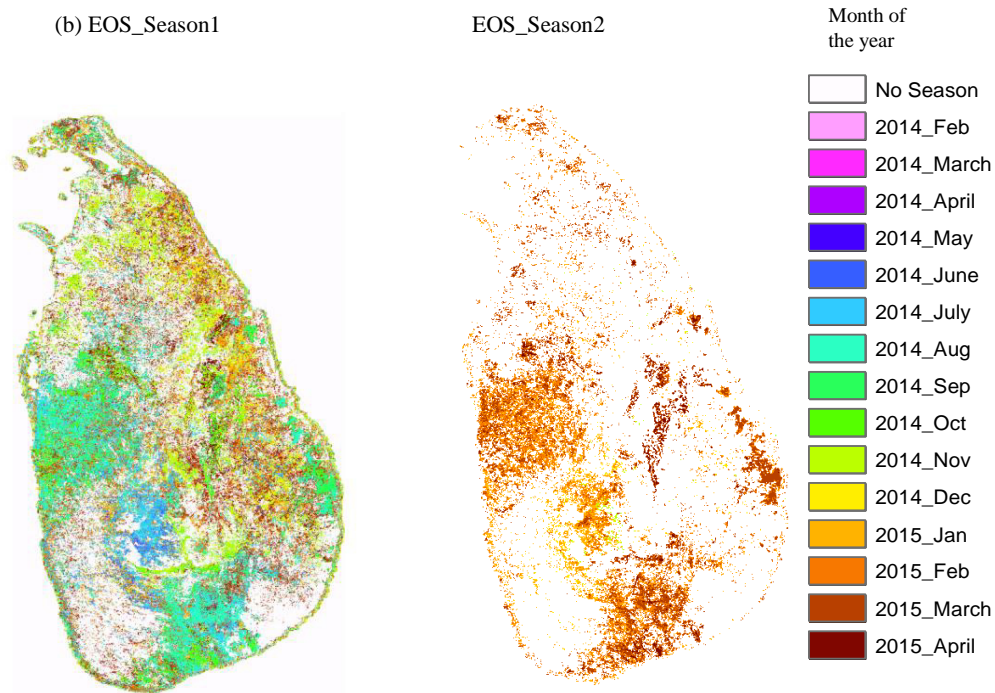 (b) EOS_Season1
EOS_Season2
Month of
the year
No Season
2014_Feb
2014_March
2014_April
2014_May
2014_June
2014_July
2014_Aug
2014_Sep
2014_Oct
2014_Nov
2014_Dec
2015_Jan
2015_Feb
2015_March
2015_April